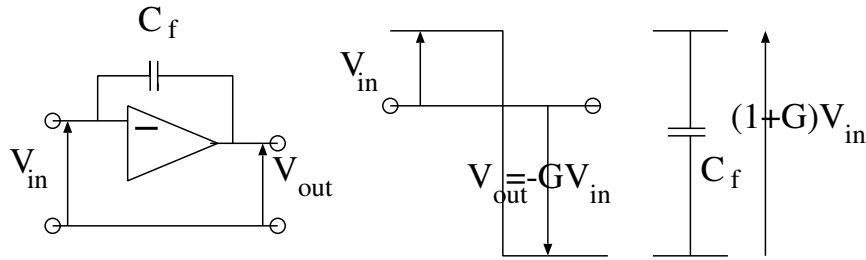 C f
V in
V out
V in
V out =-GV in
C f
(1+G)V in